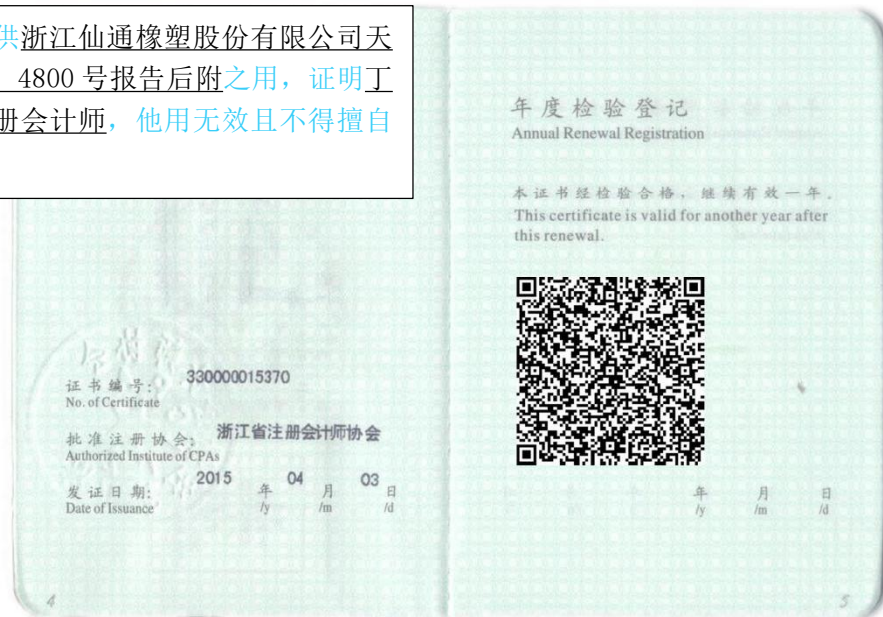 供浙江仙通橡塑股份有限公司天
4800 号报告后附之用，证明丁
册会计师，他用无效且不得擅自
证书编号: 330000015370
No. of Certificate
批准注册协会: 浙江省注册会计师协会
Authorized Institute of CPAs
发证日期: 2015 年 04 月 03 日
Date of Issuance /y /m /d
4
年度检验登记
Annual Renewal Registration
本证书经检验合格，继续有效一年.
This certificate is valid for another year after
this renewal.
年 月 日
/y /m /d
5